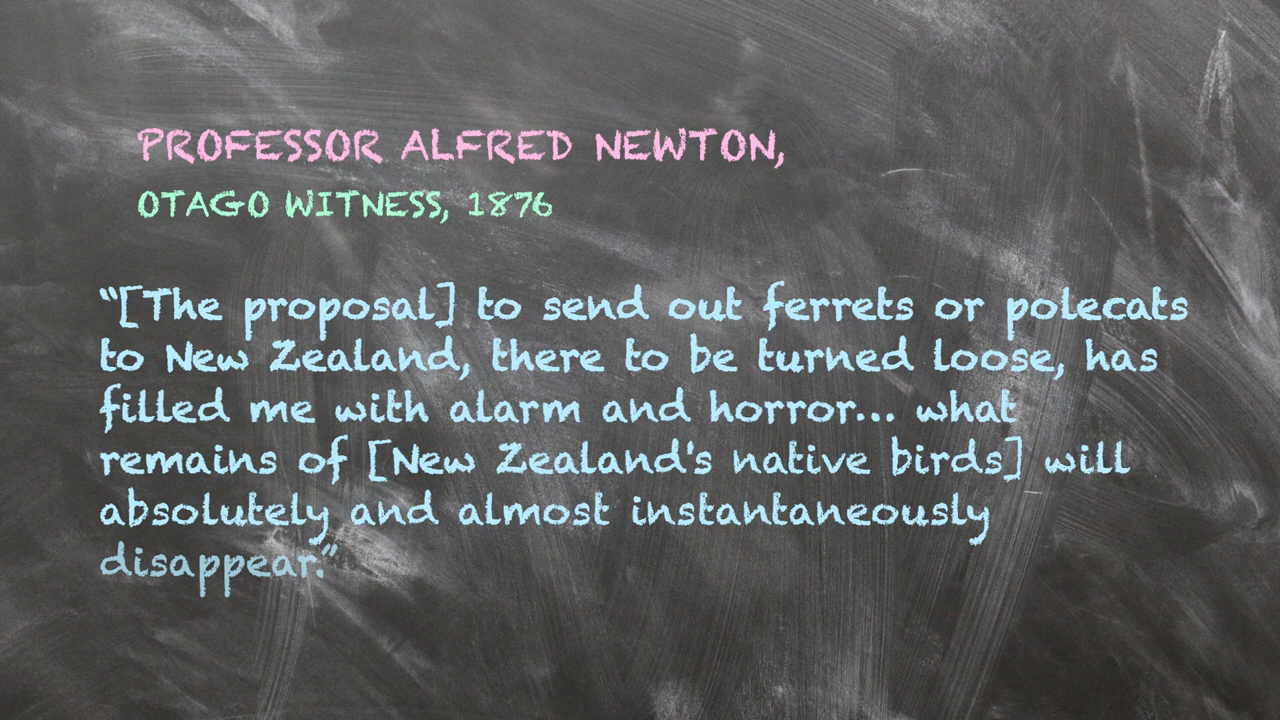 PROFESSOR ALFRED NEWTON,
OTAGO WITNESS, 1876
“[The proposal] to send out ferrets or polecats
to New Zealand, there to be turned loose, has
filled me with alarm and horror... what
remains of [New Zealand's native birds] will
absolutely and almost instantaneously
disappear.”